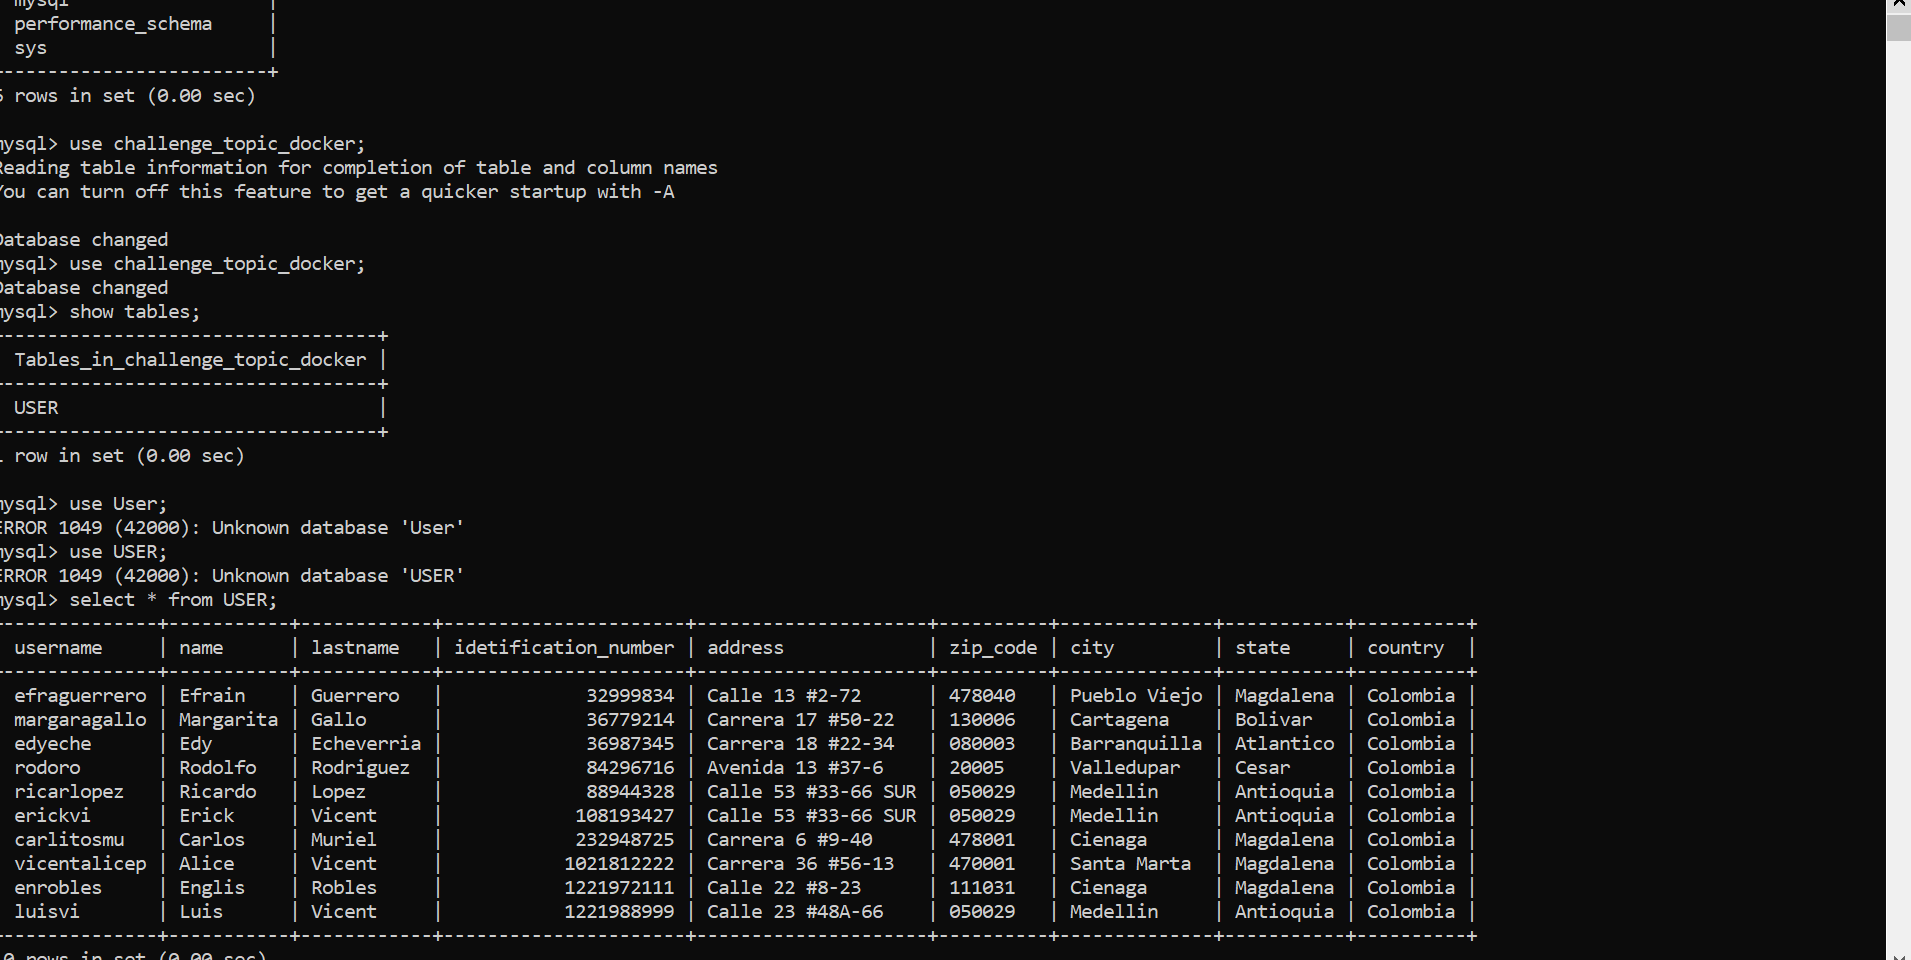 mysql |
performance_schema |
sys |
------------------------+
5 rows in set (0.00 sec)
mysql> use challenge_topic_docker;
Reading table information for completion of table and column names
You can turn off this feature to get a quicker startup with -A
Database changed
mysql> use challenge_topic_docker;
Database changed
mysql> show tables;
----------------------------------+
Tables_in_challenge_topic_docker |
----------------------------------+
USER |
----------------------------------+
1 row in set (0.00 sec)
mysql> use User;
ERROR 1049 (42000): Unknown database 'User'
mysql> use USER;
ERROR 1049 (42000): Unknown database 'USER'
mysql> select * from USER;
--------------+-----------+------------+----------------------+---------------------+----------+--------------+-----------+----------+
username | name | lastname | idetification_number | address | zip_code | city | state | country |
--------------+-----------+------------+----------------------+---------------------+----------+--------------+-----------+----------+
efraguerrero | Efrain | Guerrero | 32999834 | Calle 13 #2-72 | 478040 | Pueblo Viejo | Magdalena | Colombia |
margaragallo | Margarita | Gallo | 36779214 | Carrera 17 #50-22 | 130006 | Cartagena | Bolivar | Colombia |
edyeche | Edy | Echeverria | 36987345 | Carrera 18 #22-34 | 080003 | Barranquilla | Atlantico | Colombia |
rodoro | Rodolfo | Rodriguez | 84296716 | Avenida 13 #37-6 | 20005 | Valledupar | Cesar | Colombia |
ricarlopez | Ricardo | Lopez | 88944328 | Calle 53 #33-66 SUR | 050029 | Medellin | Antioquia | Colombia |
erickvi | Erick | Vicent | 108193427 | Calle 53 #33-66 SUR | 050029 | Medellin | Antioquia | Colombia |
carlitosmu | Carlos | Muriel | 232948725 | Carrera 6 #9-40 | 478001 | Cienaga | Magdalena | Colombia |
vicentalicep | Alice | Vicent | 1021812222 | Carrera 36 #56-13 | 470001 | Santa Marta | Magdalena | Colombia |
enrobles | Englis | Robles | 1221972111 | Calle 22 #8-23 | 111031 | Cienaga | Magdalena | Colombia |
luisvi | Luis | Vicent | 1221988999 | Calle 23 #48A-66 | 050029 | Medellin | Antioquia | Colombia |
--------------+-----------+------------+----------------------+---------------------+----------+--------------+-----------+----------+
0 rows in set (0.00 sec)